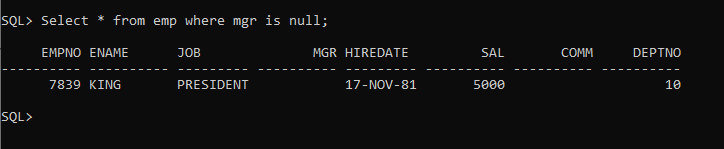 SQL> Select * from emp where mgr is null;
     EMPNO ENAME      JOB              MGR HIREDATE         SAL       COMM     DEPTNO
---------- ---------- --------- ---------- --------- ---------- ---------- ----------
      7839 KING       PRESIDENT            17-NOV-81       5000                    10
SQL>